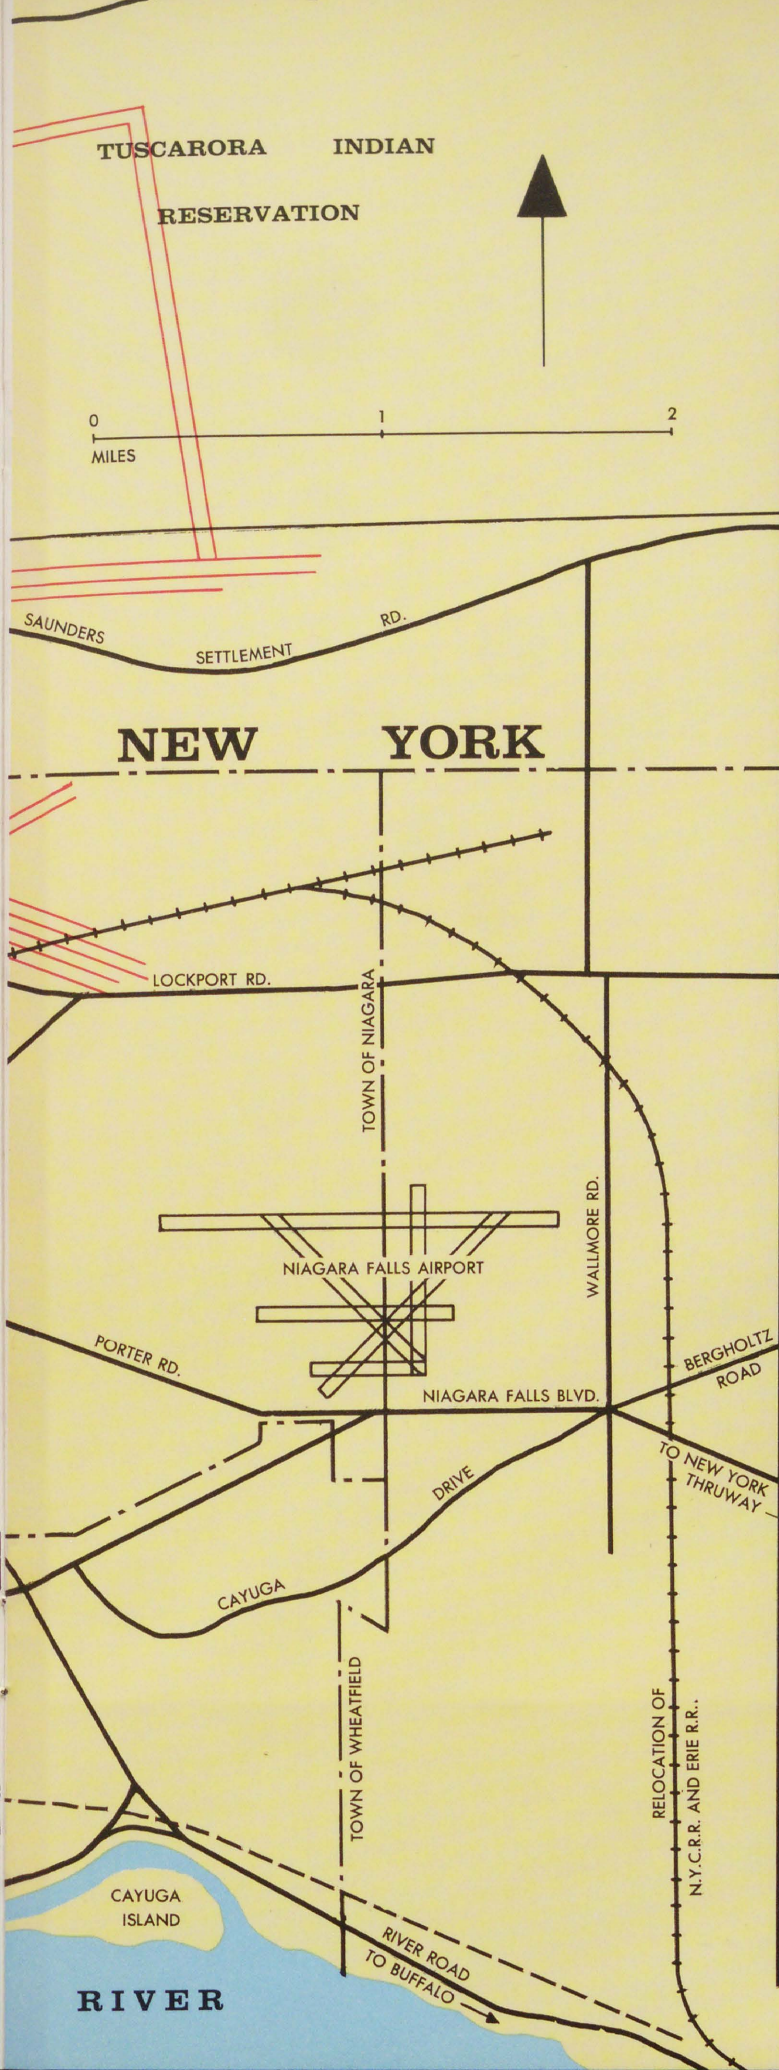 TUSCARORA INDIAN
RESERVATION
0 1 2
MILES
SAUNDERS SETTLEMENT RD.
NEW YORK
LOCKPORT RD.
TOWN OF NIAGARA
WALLMORE RD.
NIAGARA FALLS AIRPORT
PORTER RD.
NIAGARA FALLS BLVD.
BERGHOLTZ
ROAD
TO NEW YORK
THRUWAY
CAYUGA DRIVE
TOWN OF WHEATFIELD
RELOCATION OF
N.Y.C.R.R. AND ERIE R.R..
CAYUGA
ISLAND
RIVER ROAD
TO BUFFALO
RIVER